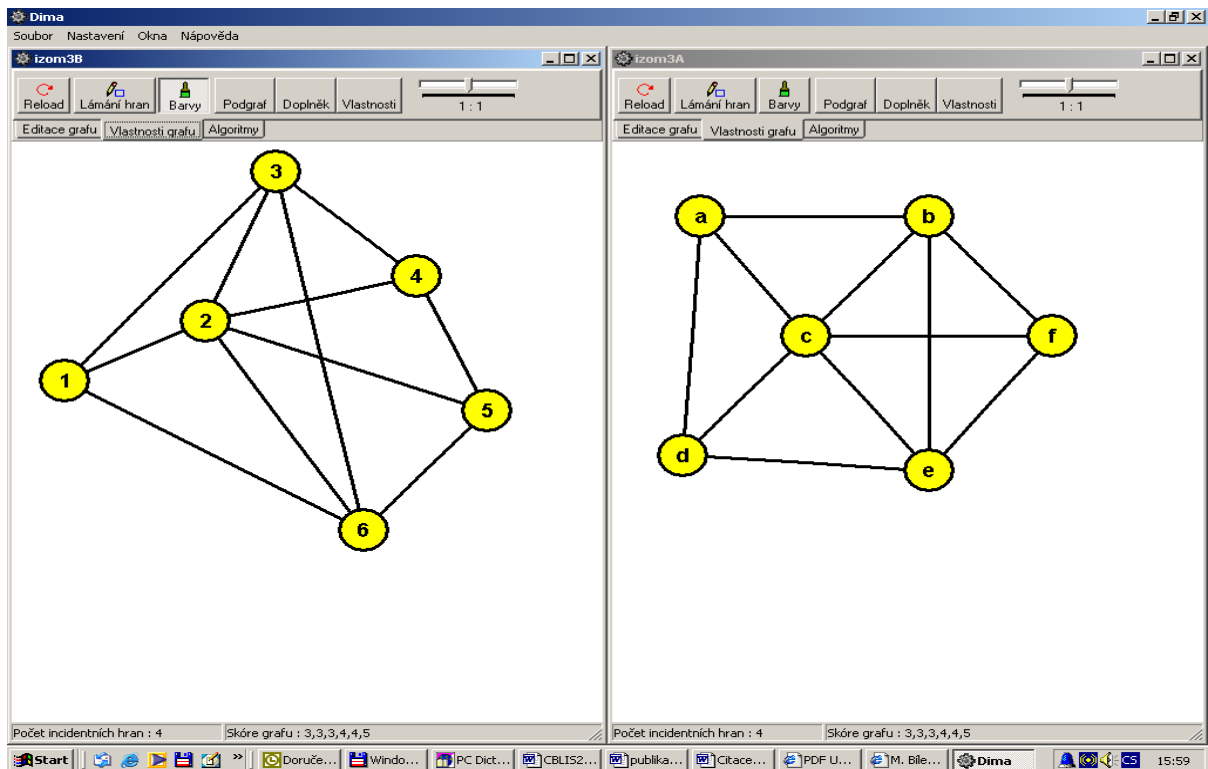 Dima
Soubor Nastavení Okna Nápověda
izom3B
Reload Lámání hran Barvy Podgraf Doplněk Vlastnosti 1 : 1
Editace grafu Vlastnosti grafu Algoritmy
3
4
2
1
5
6
Počet incidentních hran : 4 Skóre grafu : 3,3,3,4,4,5
izom3A
Reload Lámání hran Barvy Podgraf Doplněk Vlastnosti 1 : 1
Editace grafu Vlastnosti grafu Algoritmy
a b
c f
d e
Počet incidentních hran : 4 Skóre grafu : 3,3,3,4,4,5
Start » Doruče... Windo... PC Dict... CBLIS2... publika... Citace... PDF U... M. Bíle... Dima CS 15:59